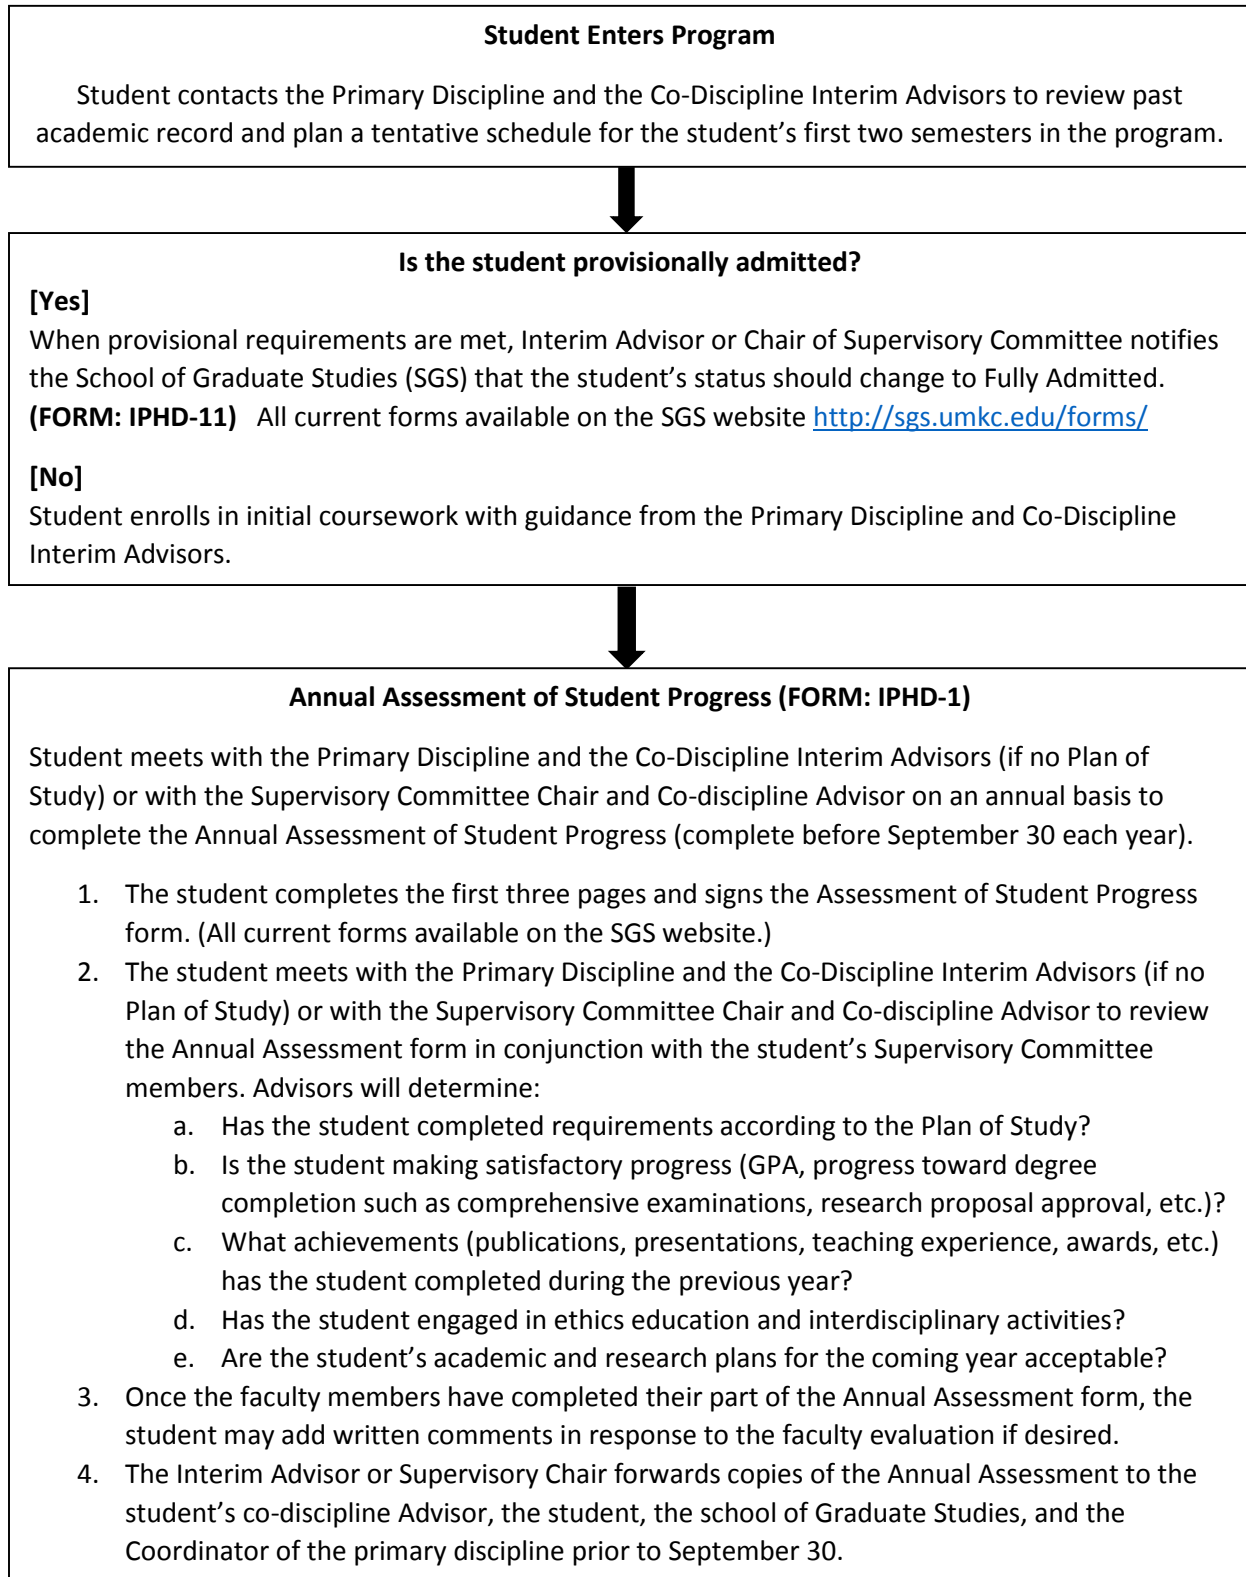 Student Enters Program
Student contacts the Primary Discipline and the Co-Discipline Interim Advisors to review past
academic record and plan a tentative schedule for the student’s first two semesters in the program.
Is the student provisionally admitted?
[Yes]
When provisional requirements are met, Interim Advisor or Chair of Supervisory Committee notifies
the School of Graduate Studies (SGS) that the student’s status should change to Fully Admitted.
(FORM: IPHD-11) All current forms available on the SGS website http://sgs.umkc.edu/forms/
[No]
Student enrolls in initial coursework with guidance from the Primary Discipline and Co-Discipline
Interim Advisors.
Annual Assessment of Student Progress (FORM: IPHD-1)
Student meets with the Primary Discipline and the Co-Discipline Interim Advisors (if no Plan of
Study) or with the Supervisory Committee Chair and Co-discipline Advisor on an annual basis to
complete the Annual Assessment of Student Progress (complete before September 30 each year).
1. The student completes the first three pages and signs the Assessment of Student Progress
form. (All current forms available on the SGS website.)
2. The student meets with the Primary Discipline and the Co-Discipline Interim Advisors (if no
Plan of Study) or with the Supervisory Committee Chair and Co-discipline Advisor to review
the Annual Assessment form in conjunction with the student’s Supervisory Committee
members. Advisors will determine:
a. Has the student completed requirements according to the Plan of Study?
b. Is the student making satisfactory progress (GPA, progress toward degree
completion such as comprehensive examinations, research proposal approval, etc.)?
c. What achievements (publications, presentations, teaching experience, awards, etc.)
has the student completed during the previous year?
d. Has the student engaged in ethics education and interdisciplinary activities?
e. Are the student’s academic and research plans for the coming year acceptable?
3. Once the faculty members have completed their part of the Annual Assessment form, the
student may add written comments in response to the faculty evaluation if desired.
4. The Interim Advisor or Supervisory Chair forwards copies of the Annual Assessment to the
student’s co-discipline Advisor, the student, the school of Graduate Studies, and the
Coordinator of the primary discipline prior to September 30.